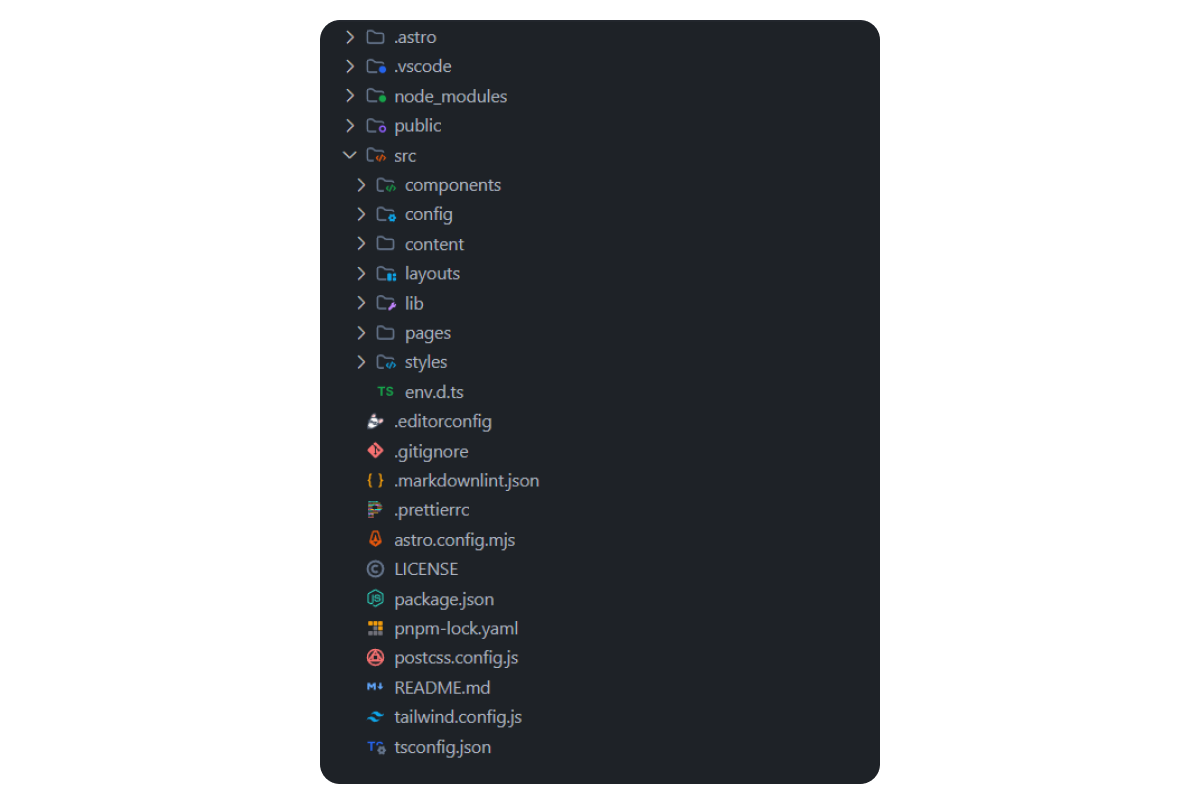 .astro
.vscode
node_modules
public
src
components
config
content
layouts
lib
pages
styles
TS env.d.ts
.editorconfig
.gitignore
{ } .markdownlint.json
.prettierrc
astro.config.mjs
LICENSE
package.json
pnpm-lock.yaml
postcss.config.js
README.md
tailwind.config.js
tsconfig.json